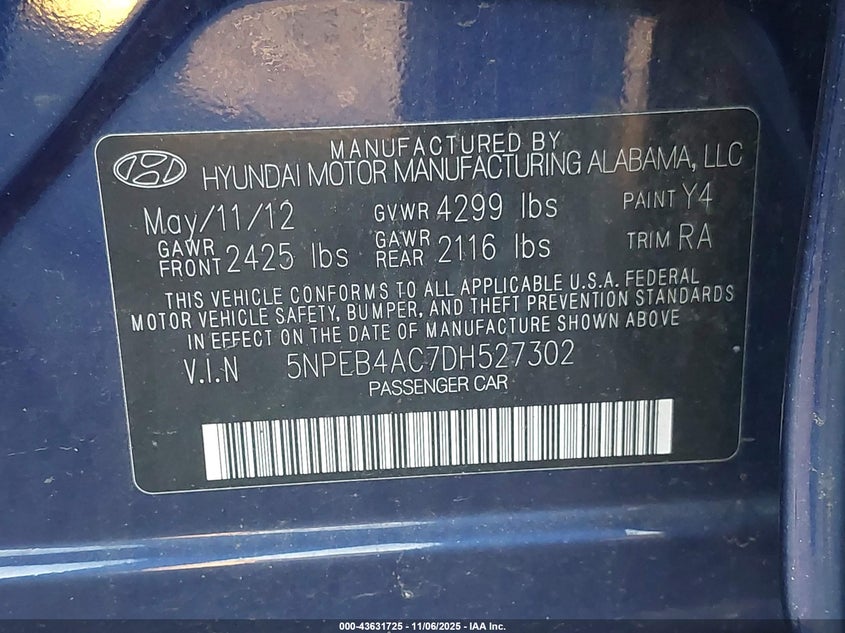 MANUFACTURED BY
HYUNDAI MOTOR MANUFACTURING ALABAMA, LLC
May/11/12 GVWR 4299 lbs PAINT Y4
GAWR FRONT 2425 lbs GAWR REAR 2116 lbs TRIM RA
THIS VEHICLE CONFORMS TO ALL APPLICABLE U.S.A. FEDERAL
MOTOR VEHICLE SAFETY, BUMPER, AND THEFT PREVENTION STANDARDS
IN EFFECT ON THE DATE OF MANUFACTURE SHOWN ABOVE
V.I.N 5NPEB4AC7DH527302
PASSENGER CAR
000-43631725 - 11/06/2025 - IAA Inc.